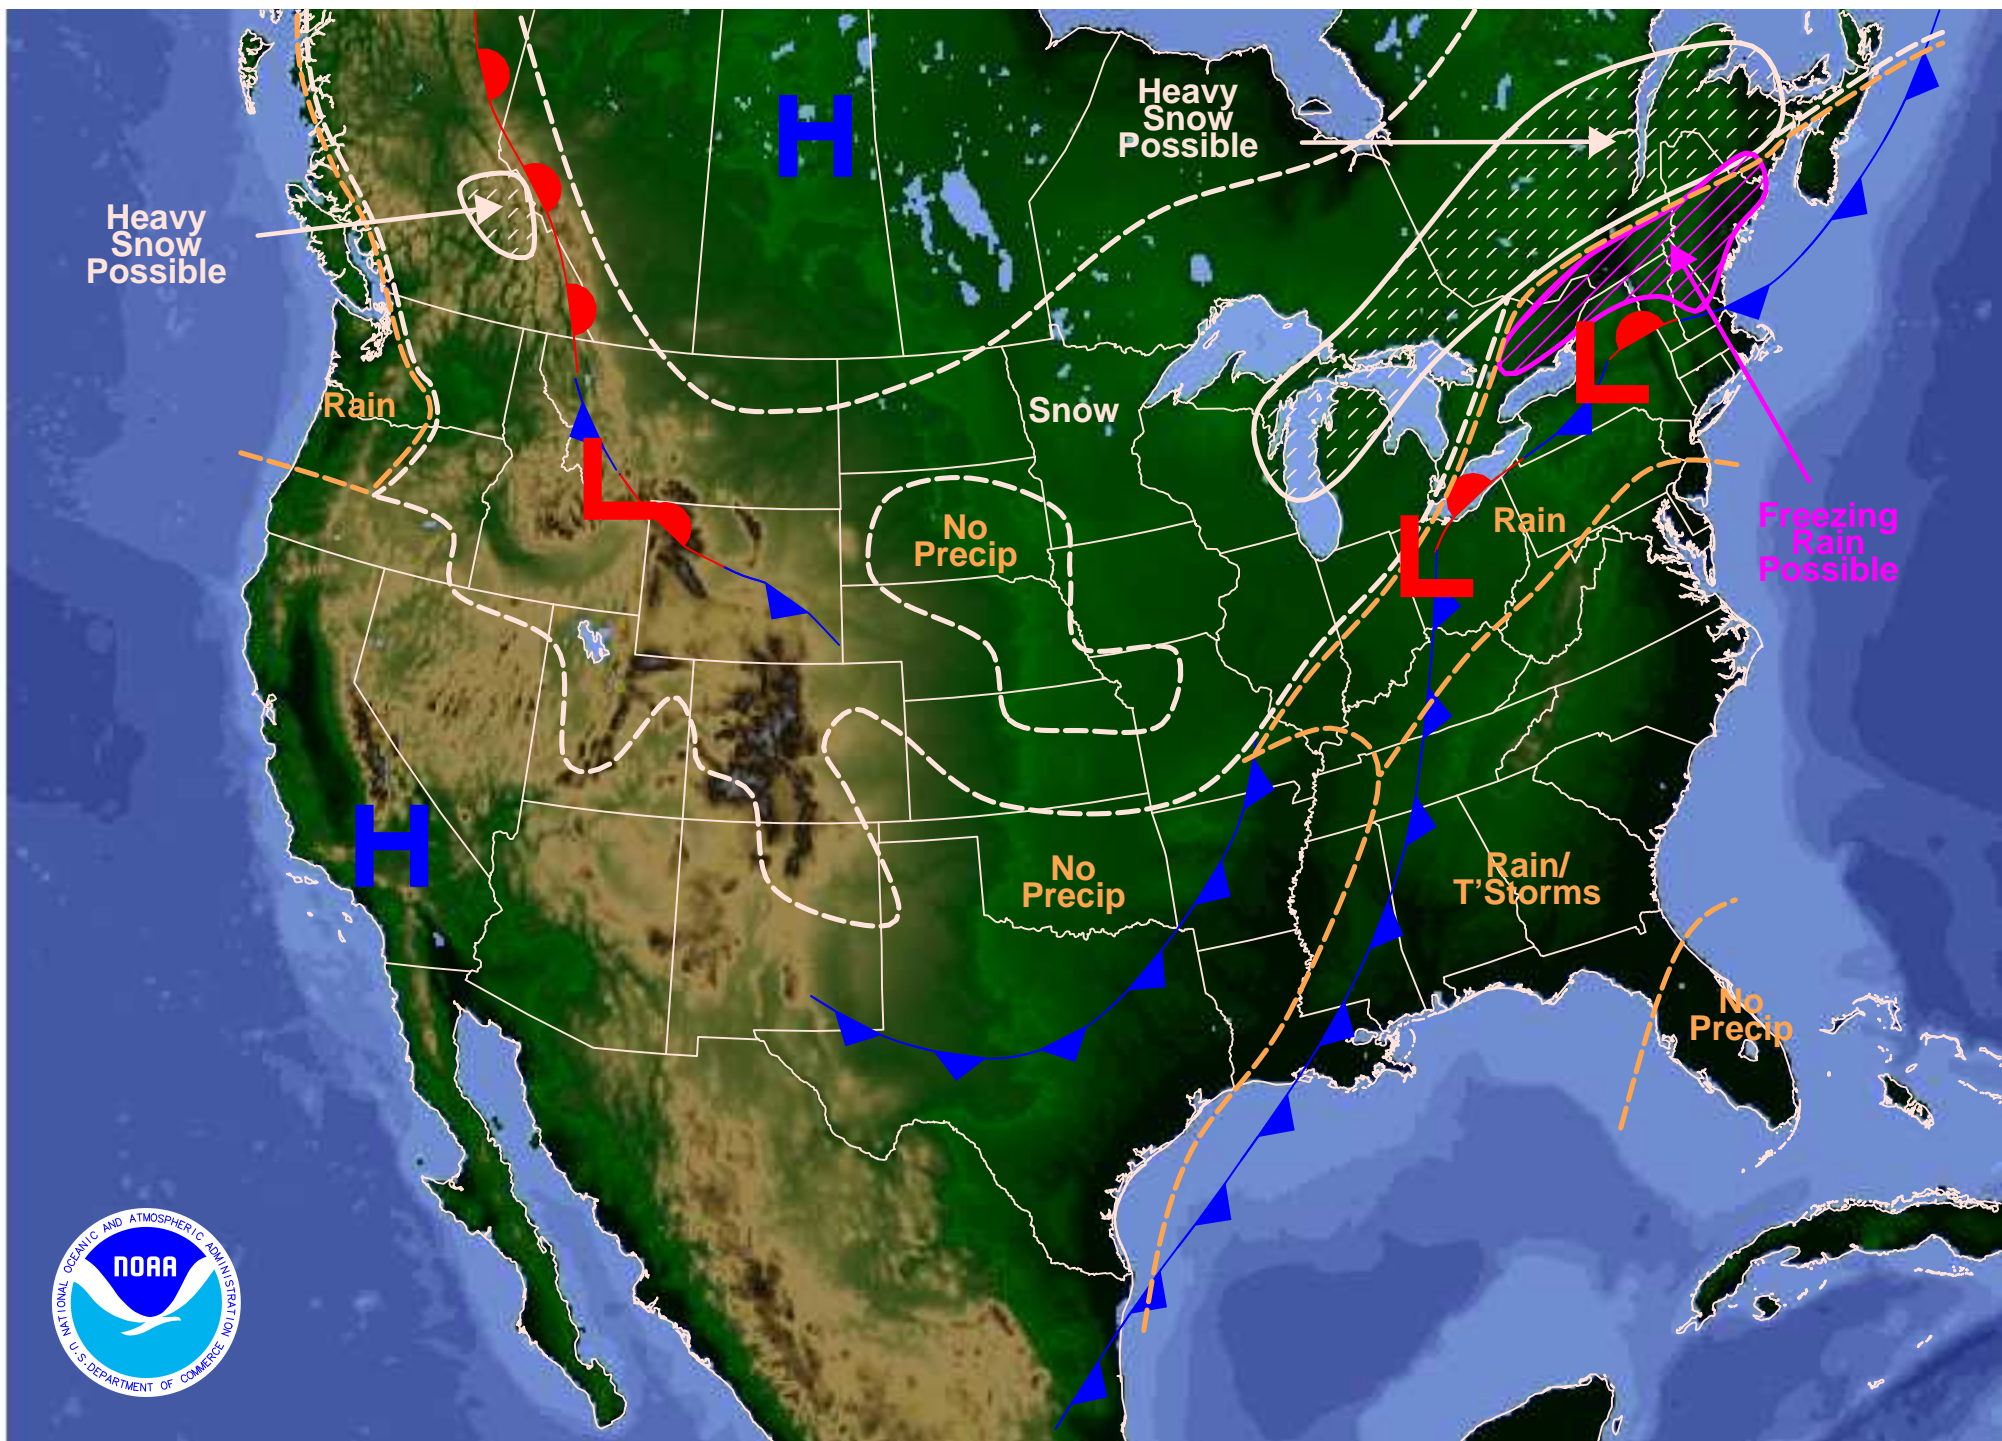 H
Heavy
Snow
Possible
Heavy
Snow
Possible
Rain
Snow
L
L
No
Precip
Rain
Freezing
Rain
Possible
L
H
No
Precip
Rain/
T'Storms
No
Precip
NATIONAL OCEANIC AND ATMOSPHERIC ADMINISTRATION
NOAA
U.S. DEPARTMENT OF COMMERCE